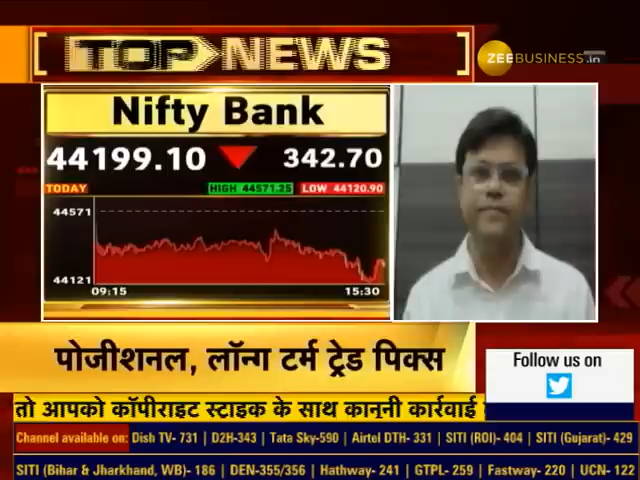 TOP NEWS
ZEEBUSINESS.in
Nifty Bank
44199.10 342.70
TODAY HIGH 44571.25 LOW 44120.90
44571
44121
09:15 15:30
पोजीशनल, लॉन्ग टर्म ट्रेड पिक्स
Follow us on
तो आपको कॉपीराइट स्टाइक के साथ कानूनी कार्रवाई
Channel available on: Dish TV- 731 | D2H-343 | Tata Sky-590 | Airtel DTH- 331 | SITI (ROI)- 404 | SITI (Gujarat)- 429
SITI (Bihar & Jharkhand, WB)- 186 | DEN-355/356 | Hathway- 241 | GTPL- 259 | Fastway- 220 | UCN- 122